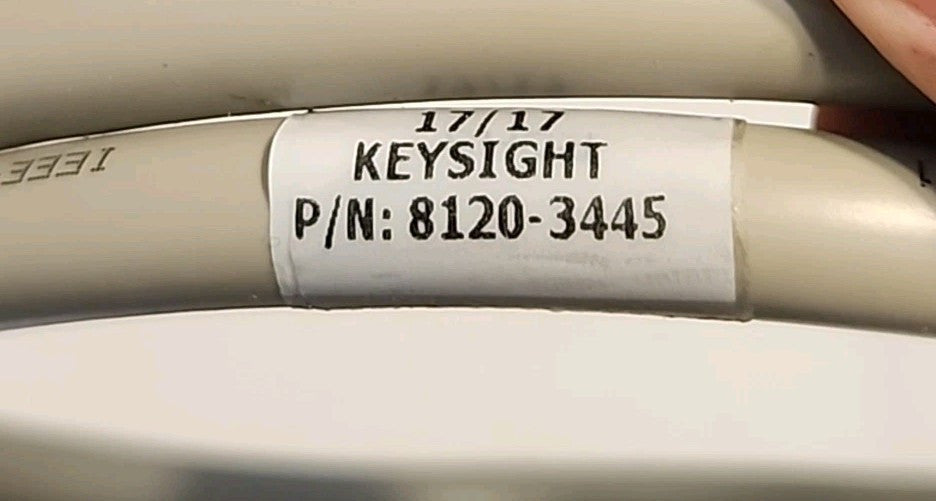 17/17
KEYSIGHT
P/N: 8120-3445
IEEE-